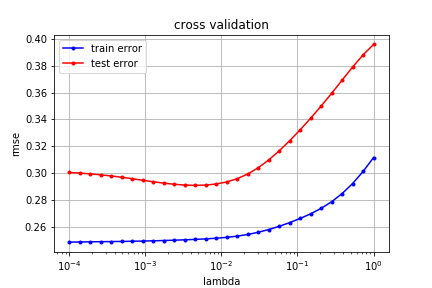 cross validation
train error
test error
rmse
0.40
0.38
0.36
0.34
0.32
0.30
0.28
0.26
10⁻⁴ 10⁻³ 10⁻² 10⁻¹ 10⁰
lambda